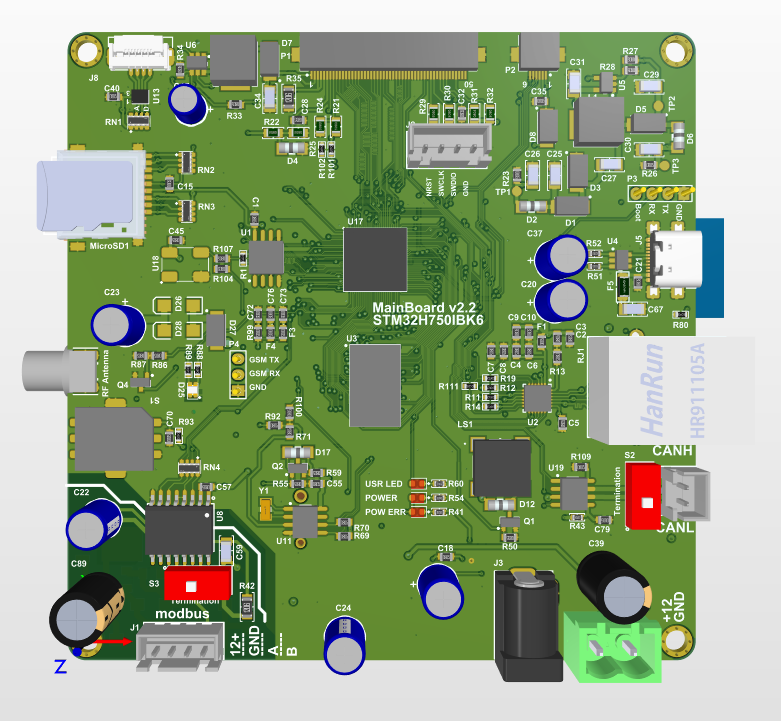 J8
R34
U6
D7
P1
1
50
P2
1
6
C31
R28
U5
R27
C29
TP2
C40
U13
RN1
R33
C34
R35
C28
R24
R21
R22
D4
R25
R102
R101
R29
R30
C32
R31
R32
C35
D8
D5
D6
C30
R26
TP3
C27
NRST
SWCLK
SWDIO
GND
R23
TP1
C26
C25
D3
D2
D1
P3
Boot
RX
TX
GND
RN2
C15
RN3
MicroSD1
C1
U1
R1
U17
C37
R52
R51
U4
C20
J5
C21
F5
C67
R80
C45
U18
R107
R104
MainBoard v2.2
STM32H750IBK6
C23
D26
D28
D27
C72
C76
C73
R99
F4
F3
P4
GSM TX
GSM RX
GND
U3
C9
C10
F1
C3
C2
C4
C6
C7
C8
R13
RJ1
HanRun
HR911105A
RF Antenna
R87
R86
Q4
R88
D25
S1
R111
R19
R12
R11
R14
U2
C5
C70
R93
R92
R100
R71
LS1
CANH
S2
Termination
CANL
RN4
C57
Q2
D17
R59
R55
C55
USR LED
R60
POWER
R54
POW ERR
R41
U19
R109
R43
C79
D12
Q1
R50
C22
U8
Y1
U11
R70
R69
C59
S3
Termination
R42
C89
modbus
J1
12+
GND
A
B
C24
C18
J3
C39
+12
GND
Z